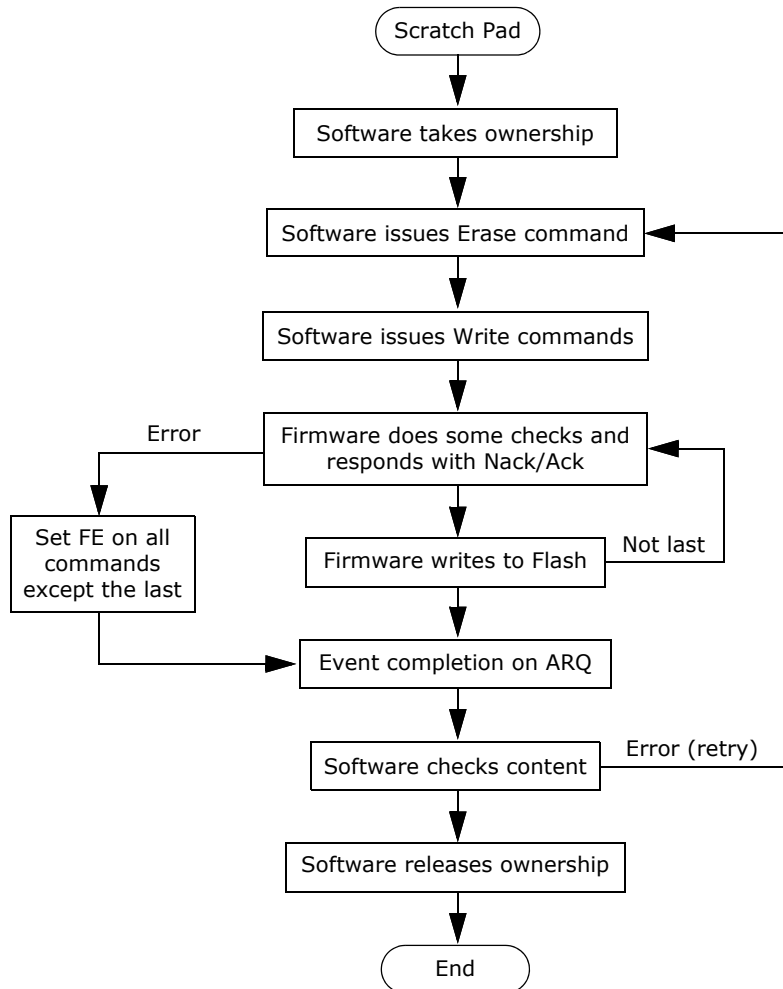 Scratch Pad
Software takes ownership
Software issues Erase command
Software issues Write commands
Error
Firmware does some checks and
responds with Nack/Ack
Set FE on all
commands
except the last
Firmware writes to Flash
Not last
Event completion on ARQ
Software checks content
Error (retry)
Software releases ownership
End